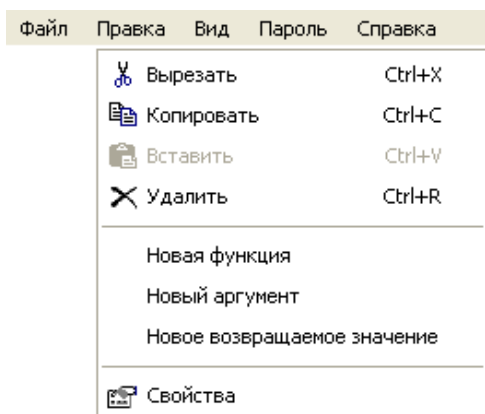 Файл Правка Вид Пароль Справка
Вырезать Ctrl+X
Копировать Ctrl+C
Вставить Ctrl+V
Удалить Ctrl+R
Новая функция
Новый аргумент
Новое возвращаемое значение
Свойства